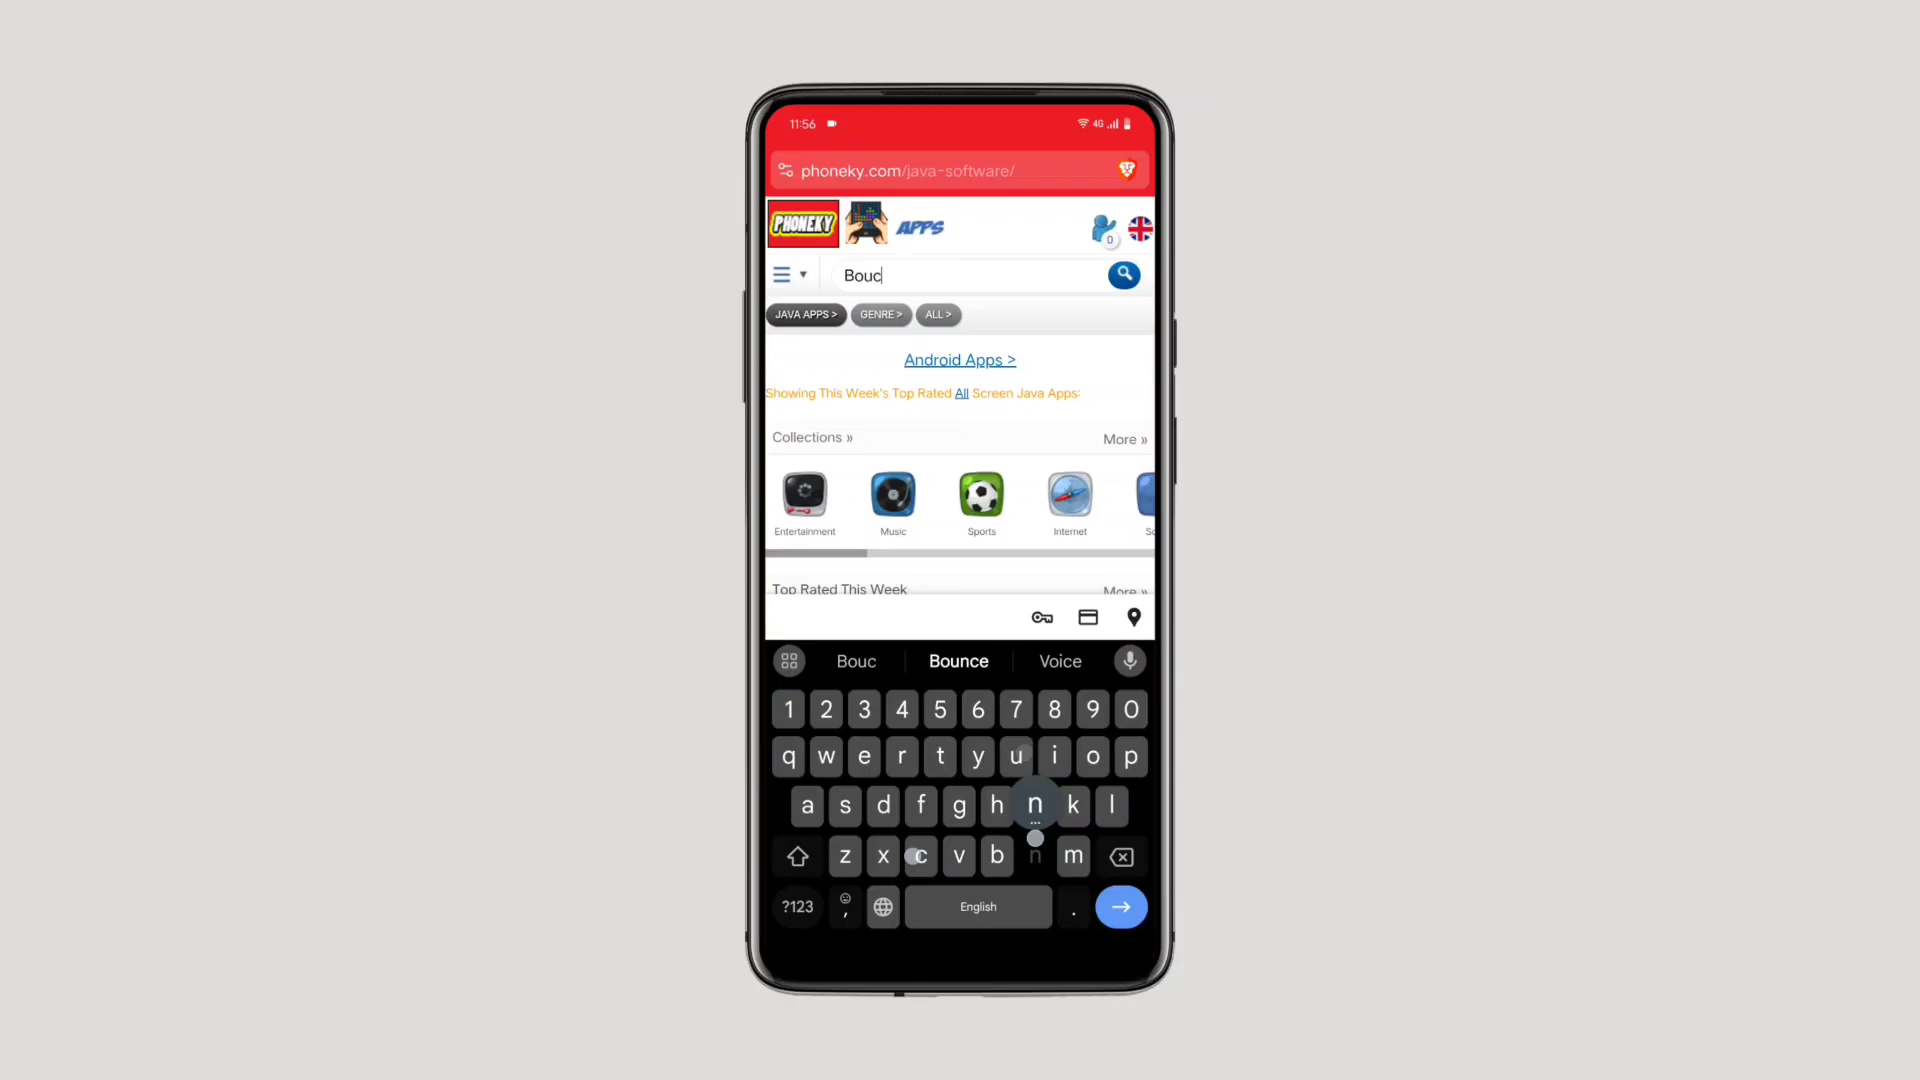 11:56 4G
phoneky.com/java-software/
PHONEKY APPS 0
Bouc
JAVA APPS > GENRE > ALL >
Android Apps >
Showing This Week's Top Rated All Screen Java Apps:
Collections » More »
Entertainment Music Sports Internet So
Top Rated This Week More »
Bouc Bounce Voice
1 2 3 4 5 6 7 8 9 0
q w e r t y u i o p
a s d f g h n k l
z x c v b n m
?123 , English .